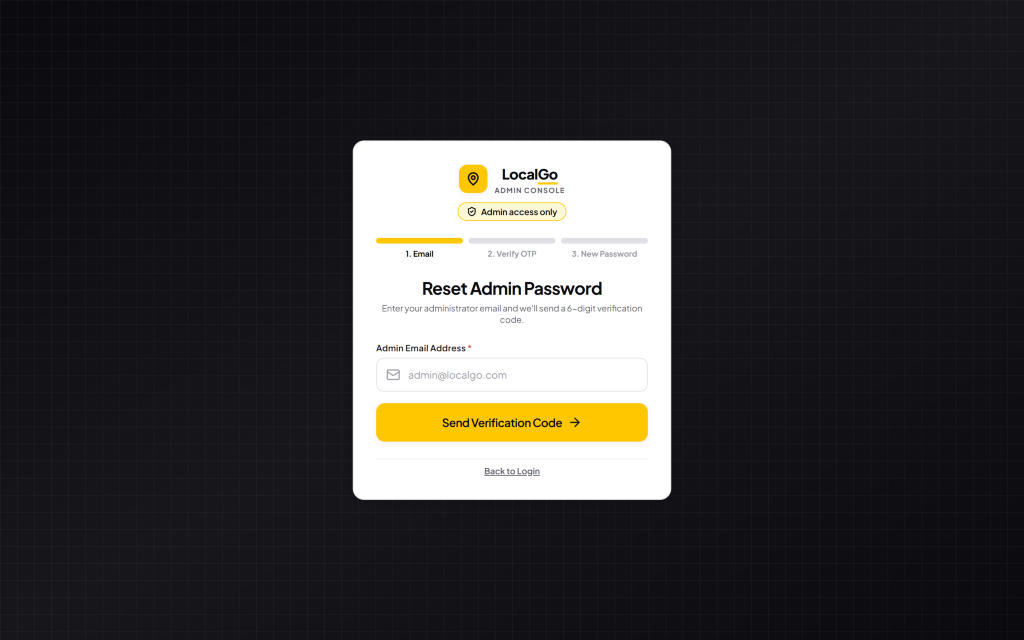 LocalGo
ADMIN CONSOLE
Admin access only
1. Email
2. Verify OTP
3. New Password
Reset Admin Password
Enter your administrator email and we'll send a 6-digit verification
code.
Admin Email Address *
admin@localgo.com
Send Verification Code →
Back to Login